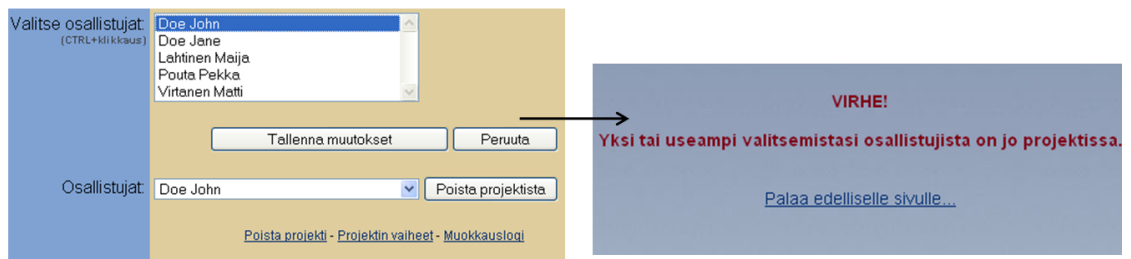 Valitse osallistujat:
(CTRL+klikkaus)
Doe John
Doe Jane
Lahtinen Maija
Pouta Pekka
Virtanen Matti
Tallenna muutokset
Peruuta
Osallistujat:
Doe John
Poista projektista
Poista projekti - Projektin vaiheet - Muokkauslogi
VIRHE!
Yksi tai useampi valitsemistasi osallistujista on jo projektissa.
Palaa edelliselle sivulle...